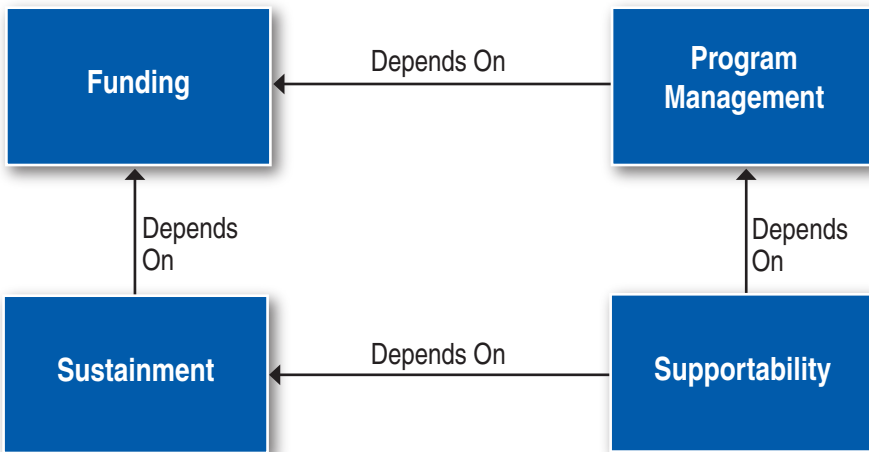 Funding
Depends On
Program
Management
Depends
On
Depends
On
Sustainment
Depends On
Supportability